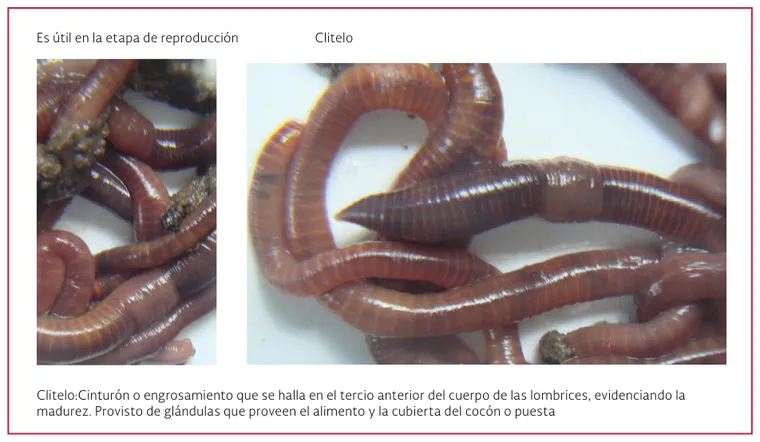 Es útil en la etapa de reproducción
Clitelo
Clitelo:Cinturón o engrosamiento que se halla en el tercio anterior del cuerpo de las lombrices, evidenciando la
madurez. Provisto de glándulas que proveen el alimento y la cubierta del cocón o puesta